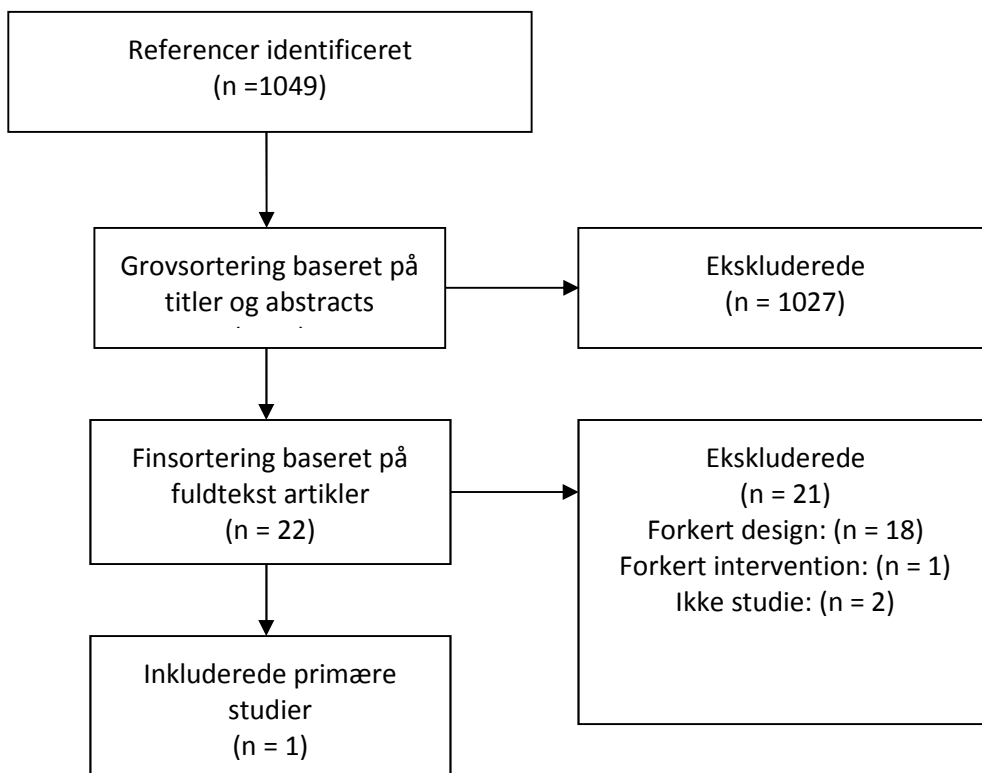 Referencer identificeret
(n =1049)
Grovsortering baseret på
titler og abstracts
Ekskluderede
(n = 1027)
Finsortering baseret på
fuldtekst artikler
(n = 22)
Ekskluderede
(n = 21)
Forkert design: (n = 18)
Forkert intervention: (n = 1)
Ikke studie: (n = 2)
Inkluderede primære
studier
(n = 1)